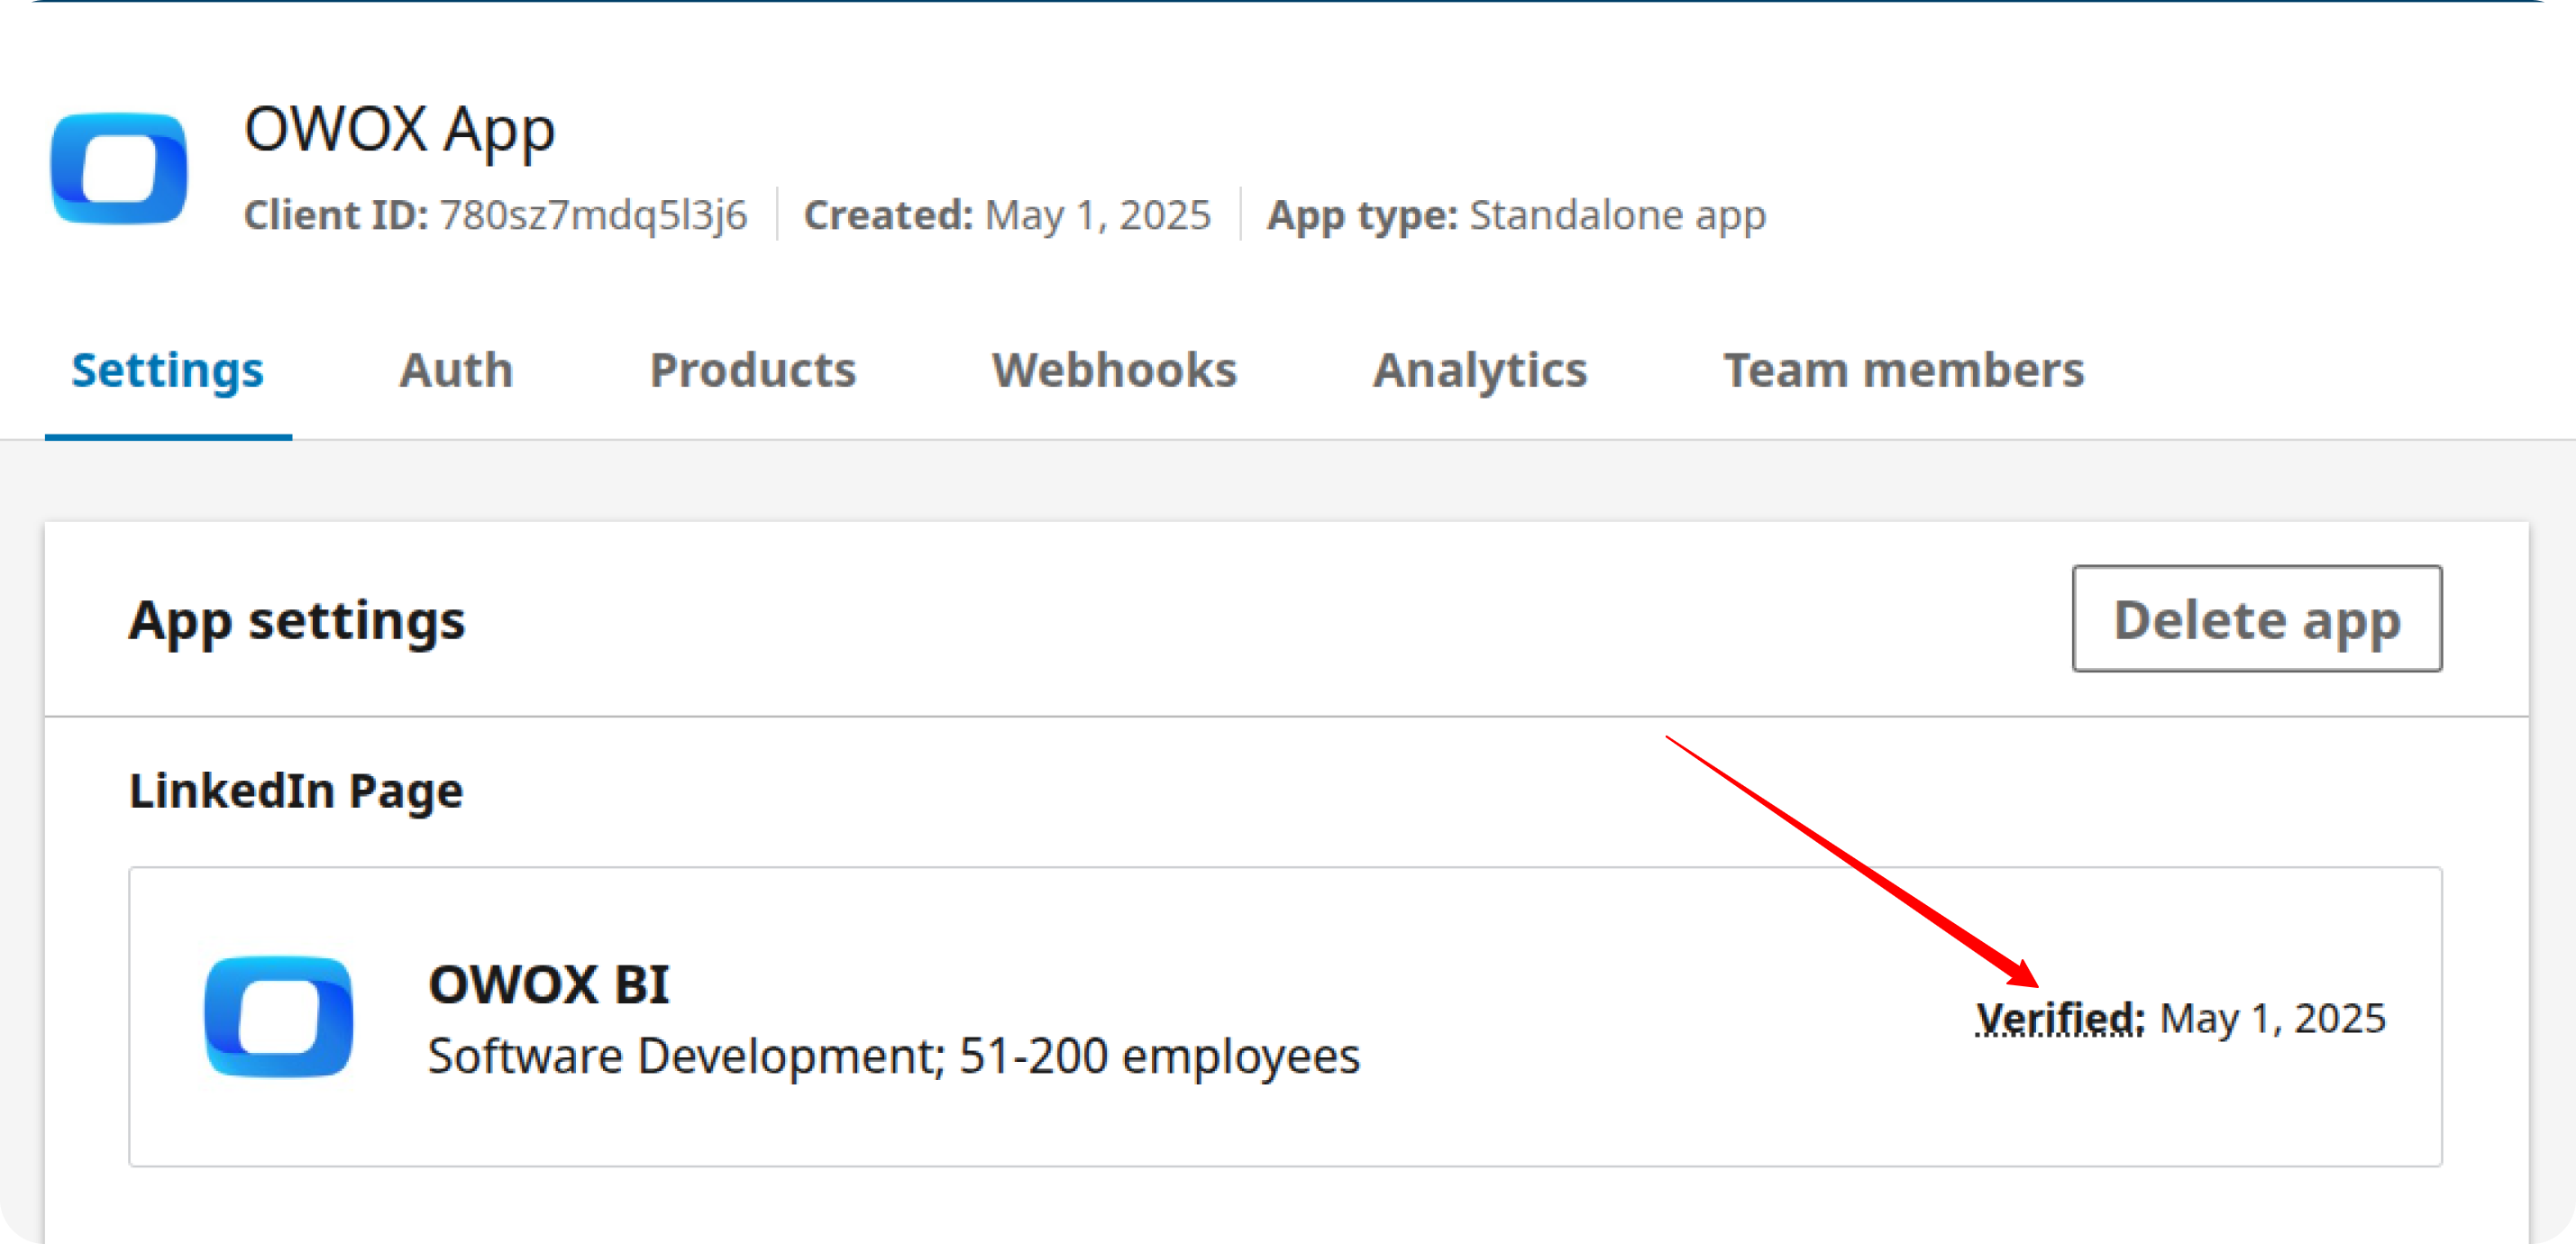 OWOX App
Client ID: 780sz7mdq5l3j6 Created: May 1, 2025 App type: Standalone app
Settings Auth Products Webhooks Analytics Team members
App settings Delete app
LinkedIn Page
OWOX BI
Software Development; 51-200 employees
Verified: May 1, 2025